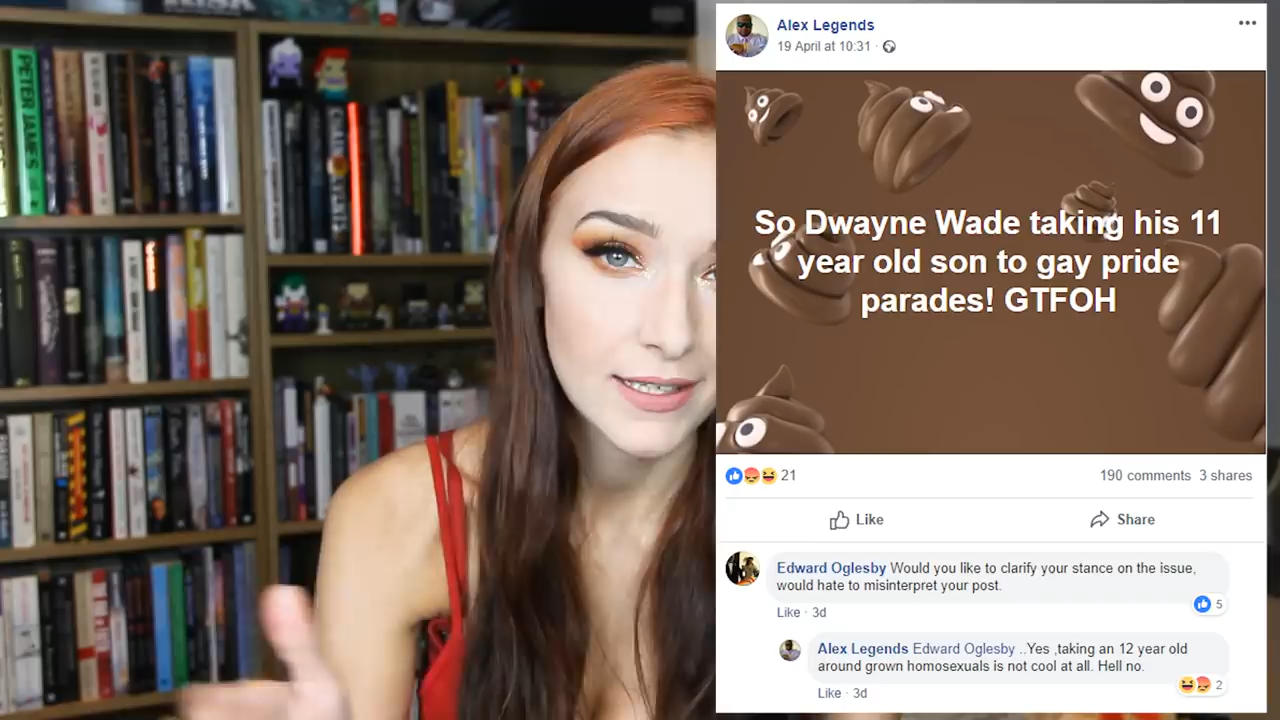 PETER JAMES
Alex Legends
19 April at 10:31 ·
So Dwayne Wade taking his 11
year old son to gay pride
parades! GTFOH
21
190 comments 3 shares
Like
Share
Edward Oglesby Would you like to clarify your stance on the issue,
would hate to misinterpret your post.
5
Like · 3d
Alex Legends Edward Oglesby ..Yes ,taking an 12 year old
around grown homosexuals is not cool at all. Hell no.
2
Like · 3d